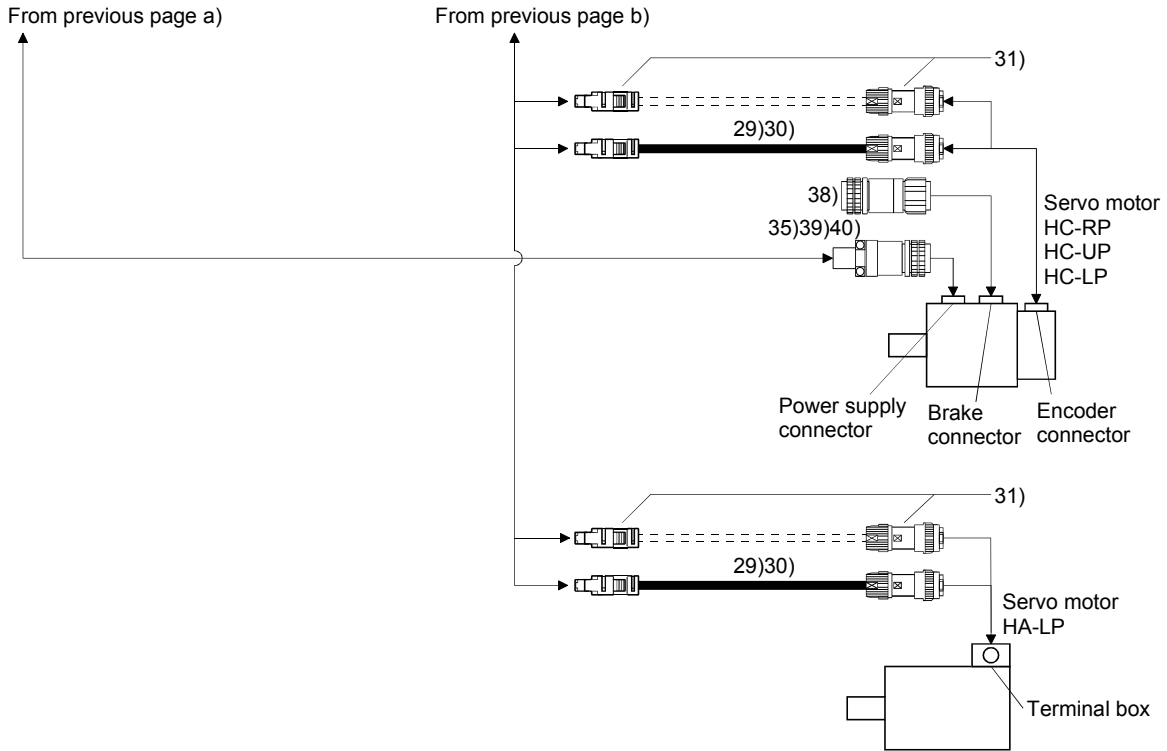 From previous page a)
From previous page b)
31)
29)30)
38)
35)39)40)
Servo motor
HC-RP
HC-UP
HC-LP
Power supply
connector
Brake
connector
Encoder
connector
31)
29)30)
Servo motor
HA-LP
Terminal box